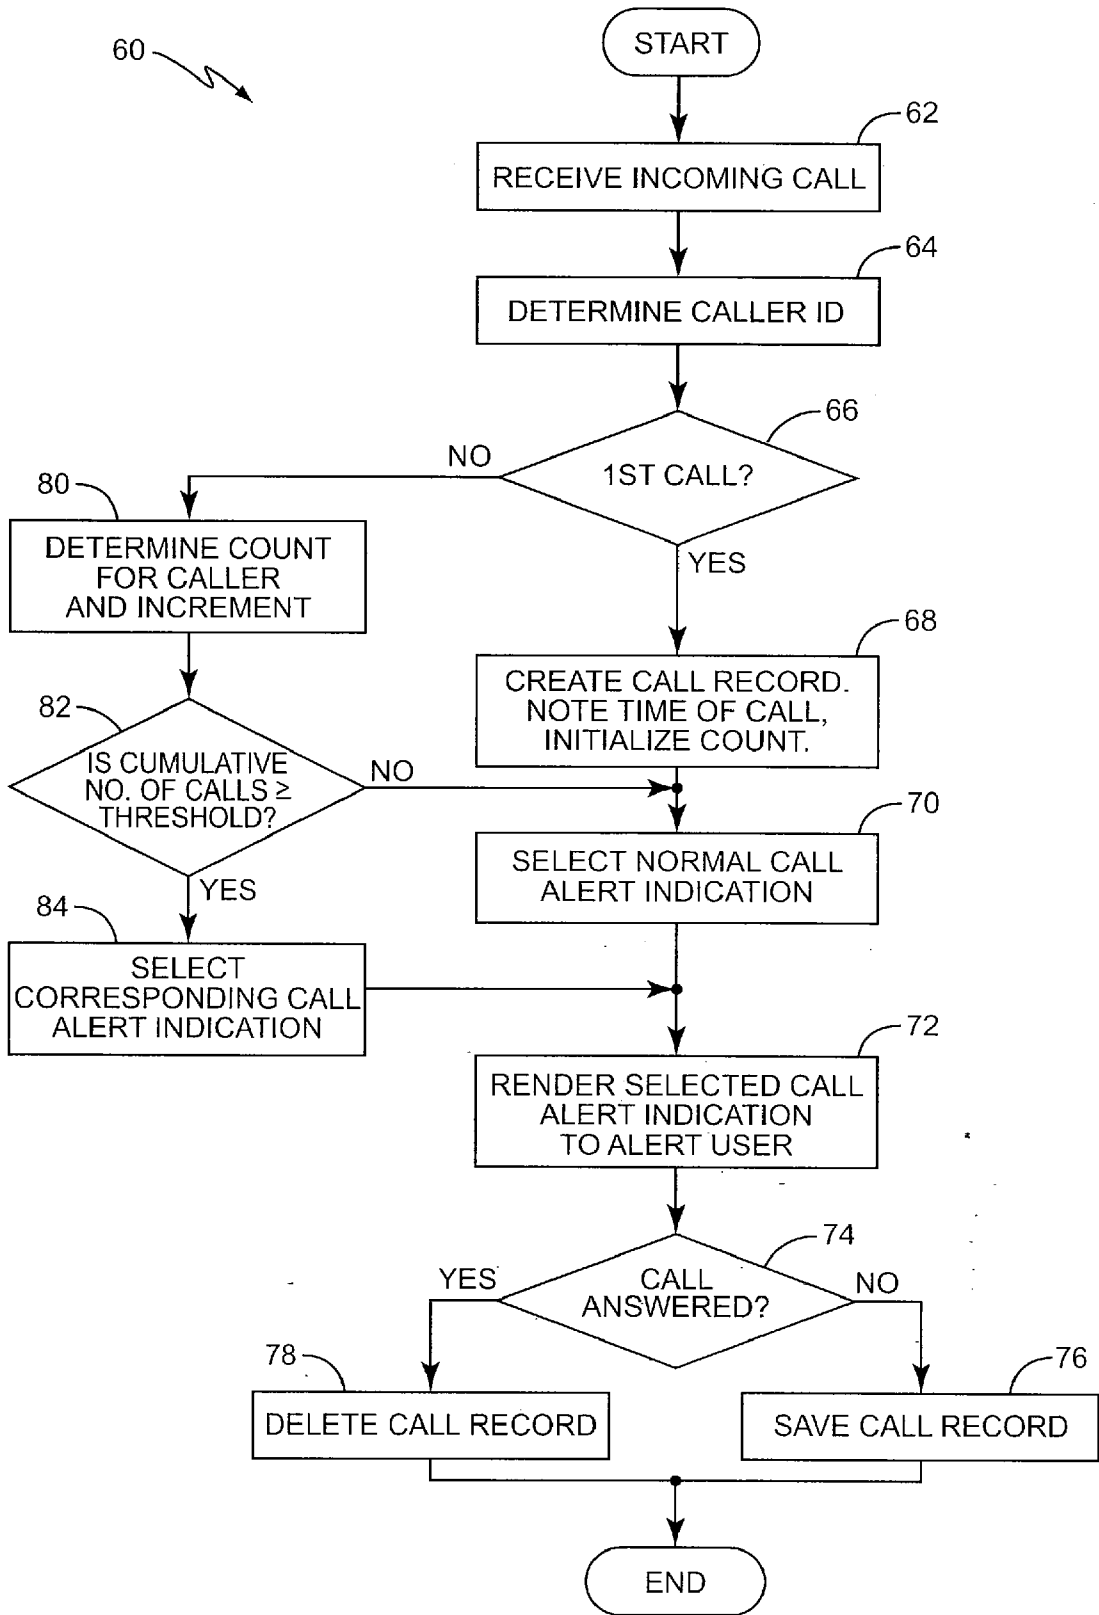 60
START
62
RECEIVE INCOMING CALL
64
DETERMINE CALLER ID
66
1ST CALL?
NO
YES
80
DETERMINE COUNT
FOR CALLER
AND INCREMENT
68
CREATE CALL RECORD.
NOTE TIME OF CALL,
INITIALIZE COUNT.
82
IS CUMULATIVE
NO. OF CALLS ≥
THRESHOLD?
NO
YES
70
SELECT NORMAL CALL
ALERT INDICATION
84
SELECT
CORRESPONDING CALL
ALERT INDICATION
72
RENDER SELECTED CALL
ALERT INDICATION
TO ALERT USER
74
CALL
ANSWERED?
YES
NO
78
DELETE CALL RECORD
76
SAVE CALL RECORD
END